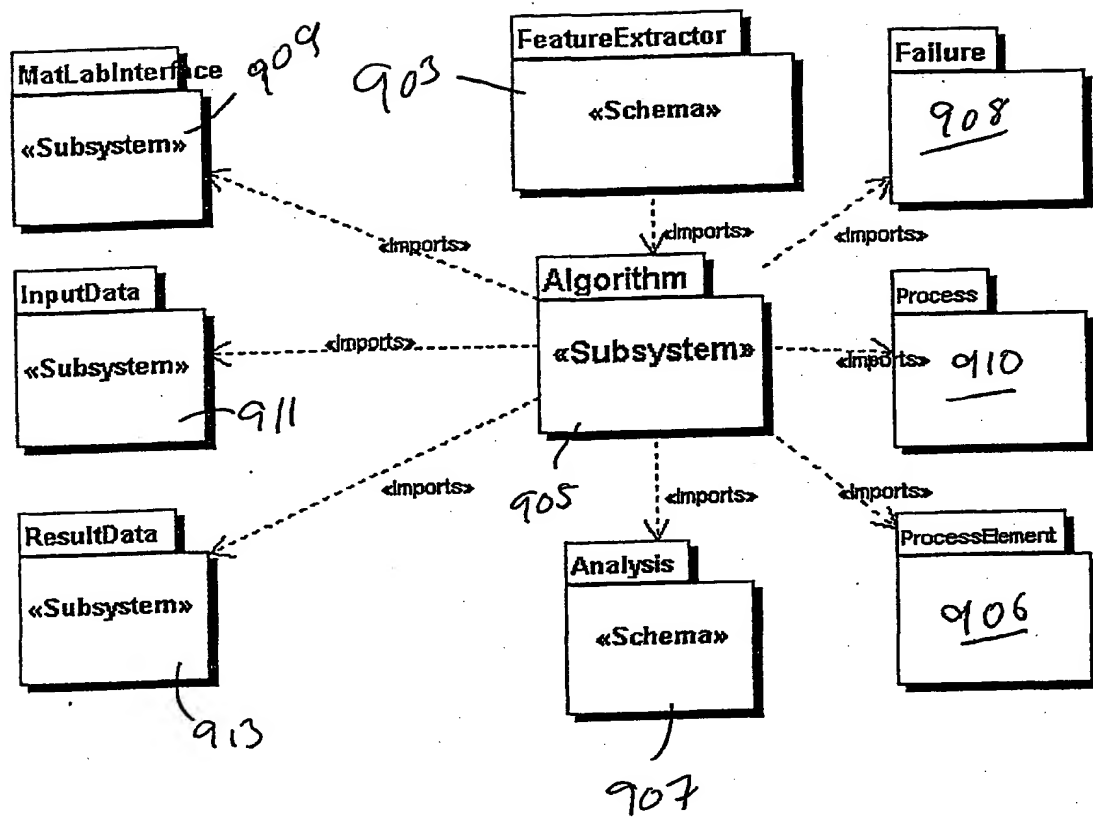 MatLabInterface
«Subsystem»
909
FeatureExtractor
«Schema»
903
Failure
908
«Imports»
«Imports»
«Imports»
InputData
«Subsystem»
911
«Imports»
Algorithm
«Subsystem»
905
Process
«Imports»
910
ResultData
«Subsystem»
913
«Imports»
«Imports»
«Imports»
Analysis
«Schema»
907
ProcessElement
906